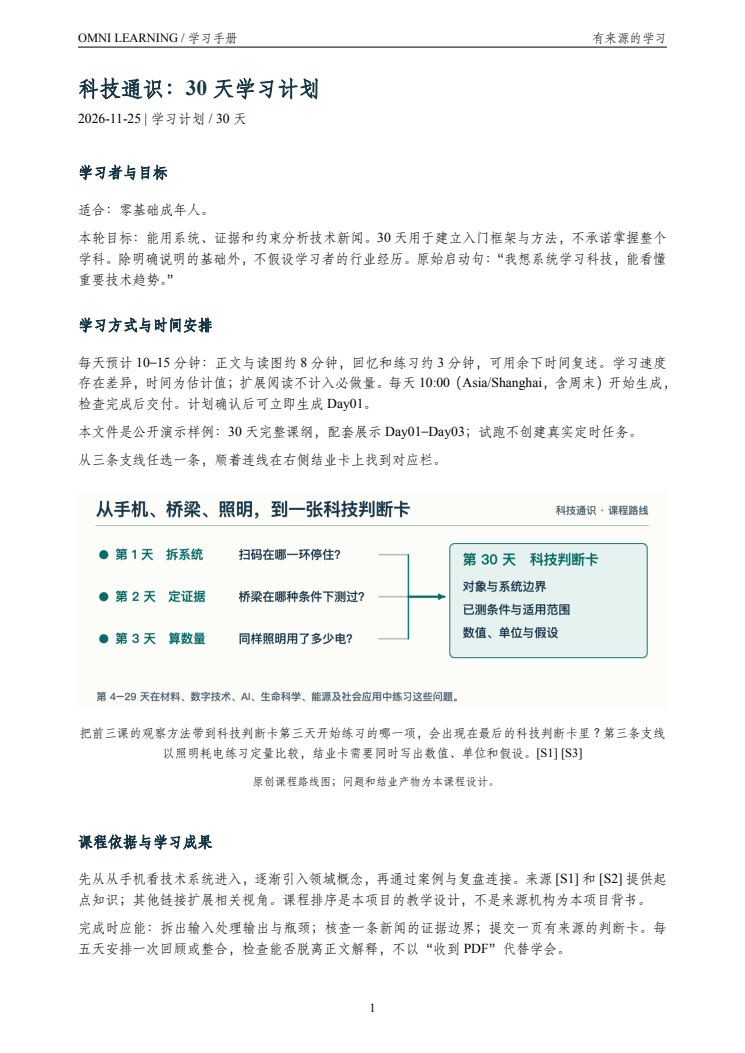 OMNI LEARNING / 学习手册
有来源的学习
科技通识：30 天学习计划
2026-11-25 | 学习计划 / 30 天
学习者与目标
适合：零基础成年人。
本轮目标：能用系统、证据和约束分析技术新闻。30 天用于建立入门框架与方法，不承诺掌握整个
学科。除明确说明的基础外，不假设学习者的行业经历。原始启动句：“我想系统学习科技，能看懂
重要技术趋势。”
学习方式与时间安排
每天预计 10–15 分钟：正文与读图约 8 分钟，回忆和练习约 3 分钟，可用余下时间复述。学习速度
存在差异，时间为估计值；扩展阅读不计入必做量。每天 10:00（Asia/Shanghai，含周末）开始生成，
检查完成后交付。计划确认后可立即生成 Day01。
本文件是公开演示样例：30 天完整课纲，配套展示 Day01–Day03；试跑不创建真实定时任务。
从三条支线任选一条，顺着连线在右侧结业卡上找到对应栏。
从手机、桥梁、照明，到一张科技判断卡
科技通识 · 课程路线
第 1 天 拆系统 扫码在哪一环停住？
第 2 天 定证据 桥梁在哪种条件下测过？
第 3 天 算数量 同样照明用了多少电？
第 30 天 科技判断卡
对象与系统边界
已测条件与适用范围
数值、单位与假设
第 4—29 天在材料、数字技术、AI、生命科学、能源及社会应用中练习这些问题。
把前三课的观察方法带到科技判断卡第三天开始练习的哪一项，会出现在最后的科技判断卡里？第三条支线
以照明耗电练习定量比较，结业卡需要同时写出数值、单位和假设。[S1] [S3]
原创课程路线图；问题和结业产物为本课程设计。
课程依据与学习成果
先从从手机看技术系统进入，逐渐引入领域概念，再通过案例与复盘连接。来源 [S1] 和 [S2] 提供起
点知识；其他链接扩展相关视角。课程排序是本项目的教学设计，不是来源机构为本项目背书。
完成时应能：拆出输入处理输出与瓶颈；核查一条新闻的证据边界；提交一页有来源的判断卡。每
五天安排一次回顾或整合，检查能否脱离正文解释，不以“收到 PDF”代替学会。
1